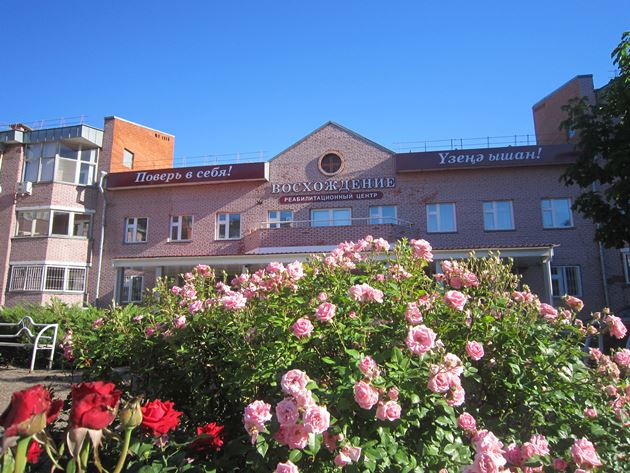 Поверь в себя!
ВОСХОЖДЕНИЕ
РЕАБИЛИТАЦИОННЫЙ ЦЕНТР
Үзеңә ышан!